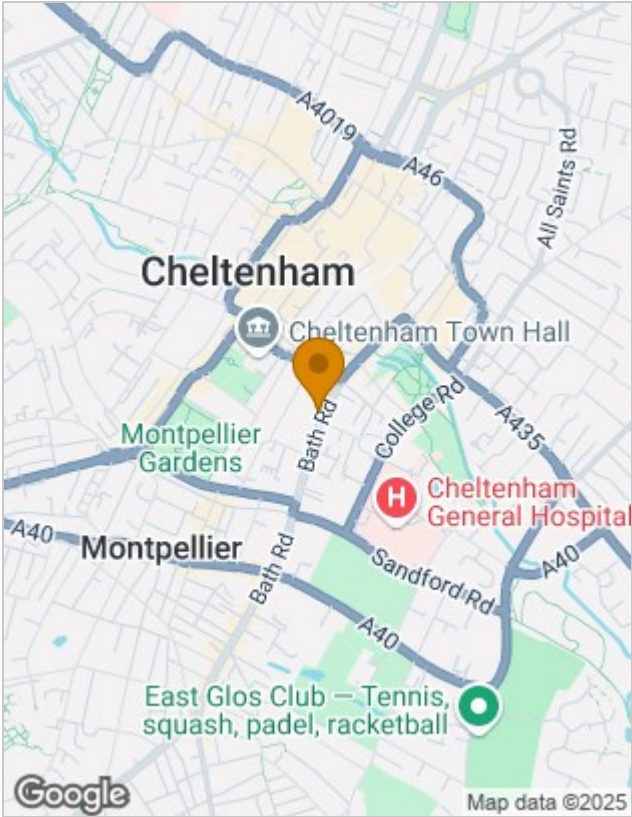 A4019
A46
All Saints Rd
Cheltenham
Cheltenham Town Hall
College Rd
Bath Rd
A435
Montpellier
Gardens
H
Cheltenham
General Hospital
A40
Montpellier
Bath Rd
Sandford Rd
A40
A40
East Glos Club — Tennis,
squash, padel, racketball
Google
Map data ©2025